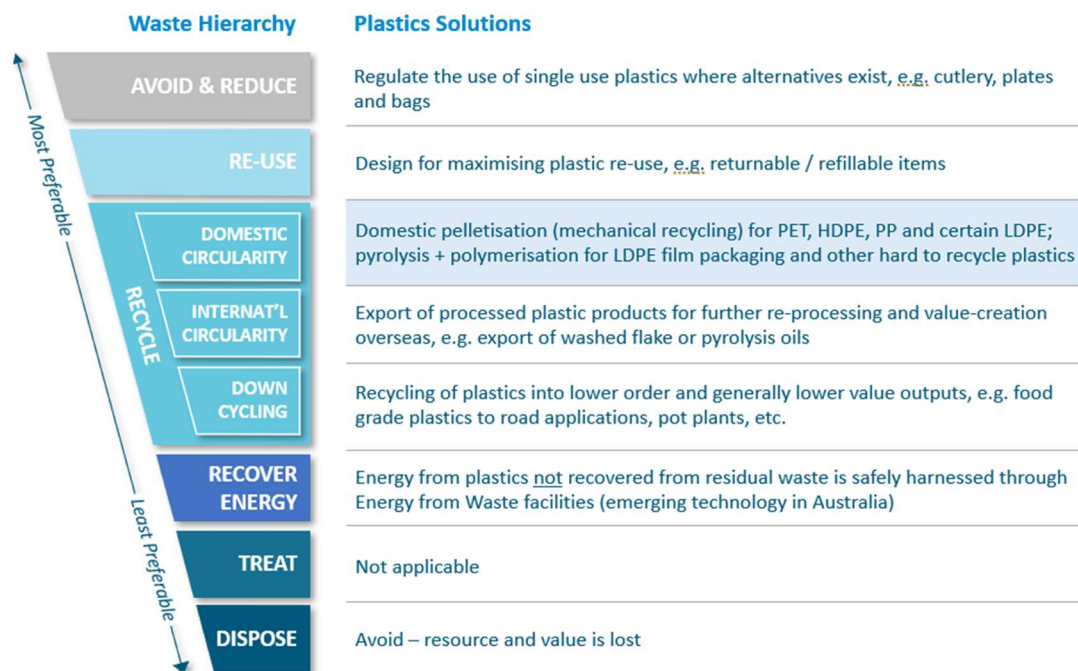 Waste Hierarchy
Plastics Solutions
Most Preferable
Least Preferable
AVOID & REDUCE
Regulate the use of single use plastics where alternatives exist, e.g. cutlery, plates
and bags
RE-USE
Design for maximising plastic re-use, e.g. returnable / refillable items
RECYCLE
DOMESTIC
CIRCULARITY
Domestic pelletisation (mechanical recycling) for PET, HDPE, PP and certain LDPE;
pyrolysis + polymerisation for LDPE film packaging and other hard to recycle plastics
INTERNAT'L
CIRCULARITY
Export of processed plastic products for further re-processing and value-creation
overseas, e.g. export of washed flake or pyrolysis oils
DOWN
CYCLING
Recycling of plastics into lower order and generally lower value outputs, e.g. food
grade plastics to road applications, pot plants, etc.
RECOVER
ENERGY
Energy from plastics not recovered from residual waste is safely harnessed through
Energy from Waste facilities (emerging technology in Australia)
TREAT
Not applicable
DISPOSE
Avoid – resource and value is lost